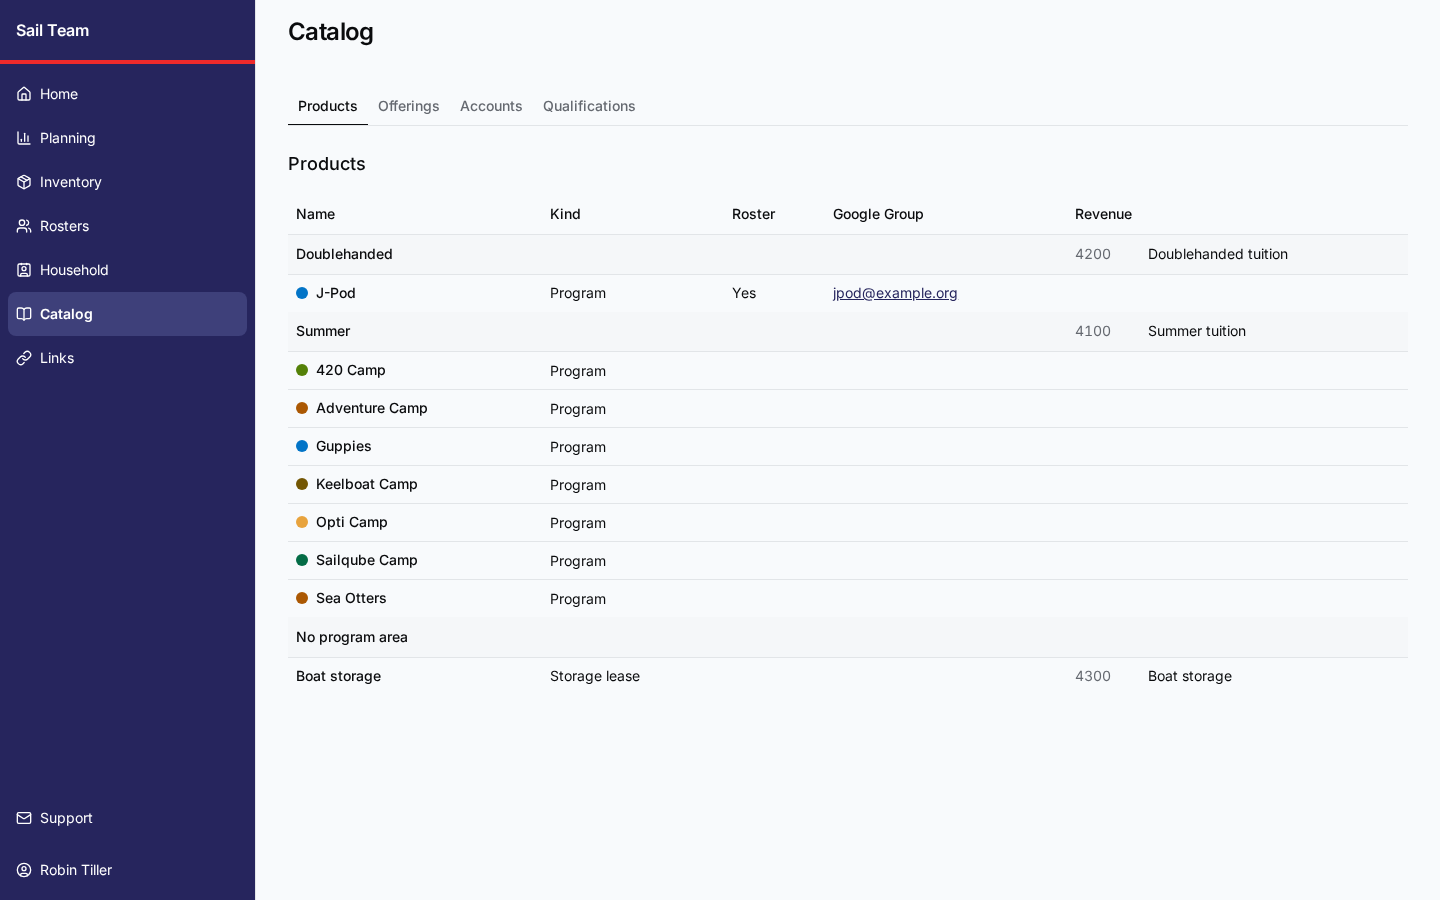 Sail Team
Home
Planning
Inventory
Rosters
Household
Catalog
Links
Support
Robin Tiller
Catalog
Products Offerings Accounts Qualifications
Products
Name Kind Roster Google Group Revenue
Doublehanded 4200 Doublehanded tuition
J-Pod Program Yes jpod@example.org
Summer 4100 Summer tuition
420 Camp Program
Adventure Camp Program
Guppies Program
Keelboat Camp Program
Opti Camp Program
Sailqube Camp Program
Sea Otters Program
No program area
Boat storage Storage lease 4300 Boat storage